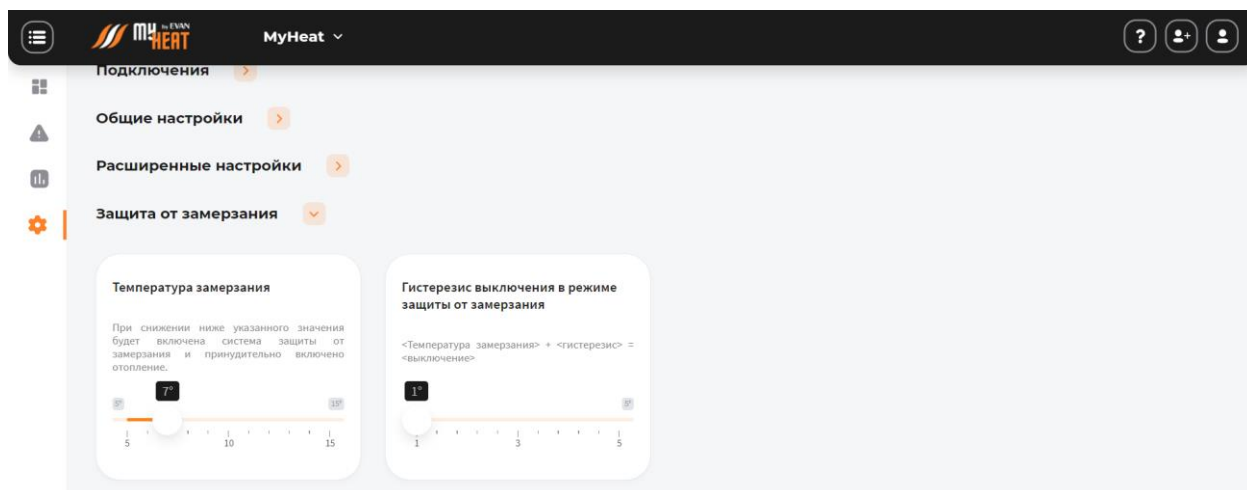 my by EVAN
HEAT
MyHeat
?
Подключения
Общие настройки
Расширенные настройки
Защита от замерзания
Температура замерзания
При снижении ниже указанного значения
будет включена система защиты от
замерзания и принудительно включено
отопление.
7°
5° 15°
5 10 15
Гистерезис выключения в режиме
защиты от замерзания
<Температура замерзания> + <гистерезис> =
<выключение>
1°
5°
1 3 5